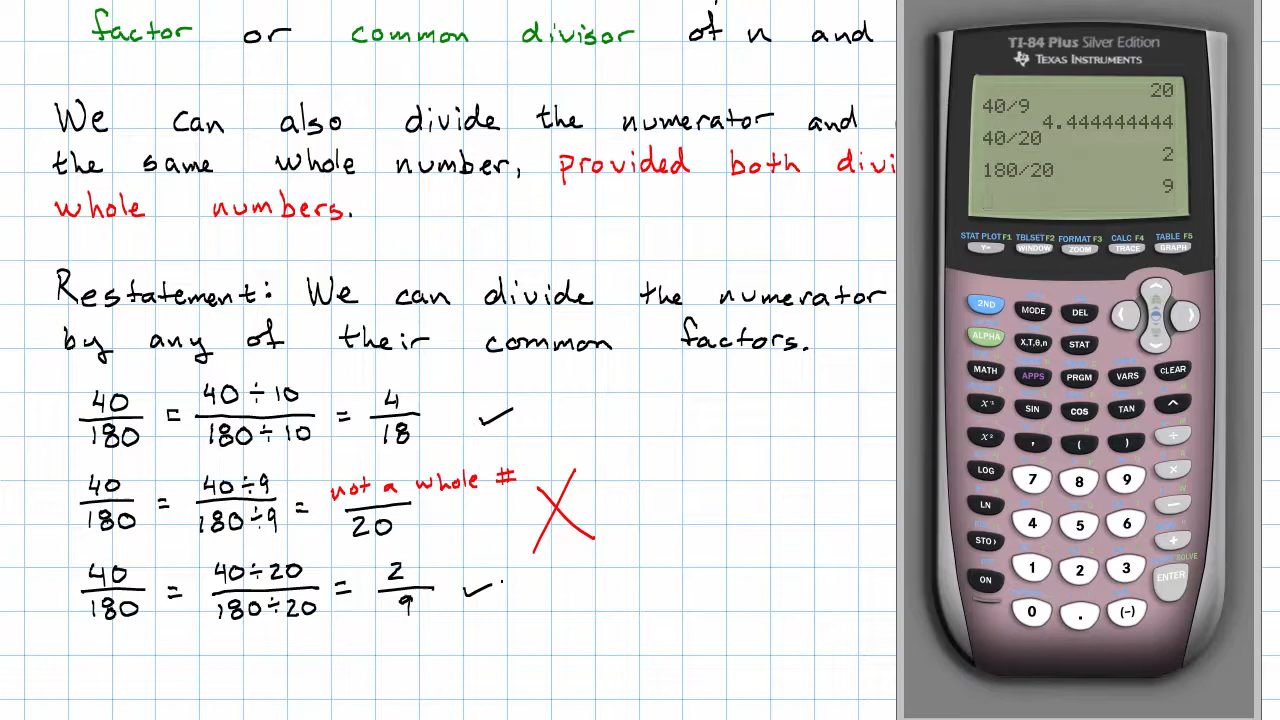 factor or common divisor of n and
We can also divide the numerator and
the same whole number, provided both divi
whole numbers.
Restatement: We can divide the numerator
by any of their common factors.
40/180 = 40 ÷ 10/180 ÷ 10 = 4/18 ✓
40/180 = 40 ÷ 9/180 ÷ 9 = not a whole #/20 X
40/180 = 40 ÷ 20/180 ÷ 20 = 2/9 ✓
TI-84 Plus Silver Edition
TEXAS INSTRUMENTS
20
40/9
4.444444444
40/20
2
180/20
9
STAT PLOT F1 TBLSET F2 FORMAT F3 CALC F4 TABLE F5
Y= WINDOW ZOOM TRACE GRAPH
2ND MODE DEL
ALPHA X,T,θ,n STAT
MATH APPS PRGM VARS CLEAR
x⁻¹ SIN COS TAN ^
x² , ( ) ÷
LOG 7 8 9 ×
LN 4 5 6 −
STO› 1 2 3 +
ON 0 . (−) ENTER
SOLVE